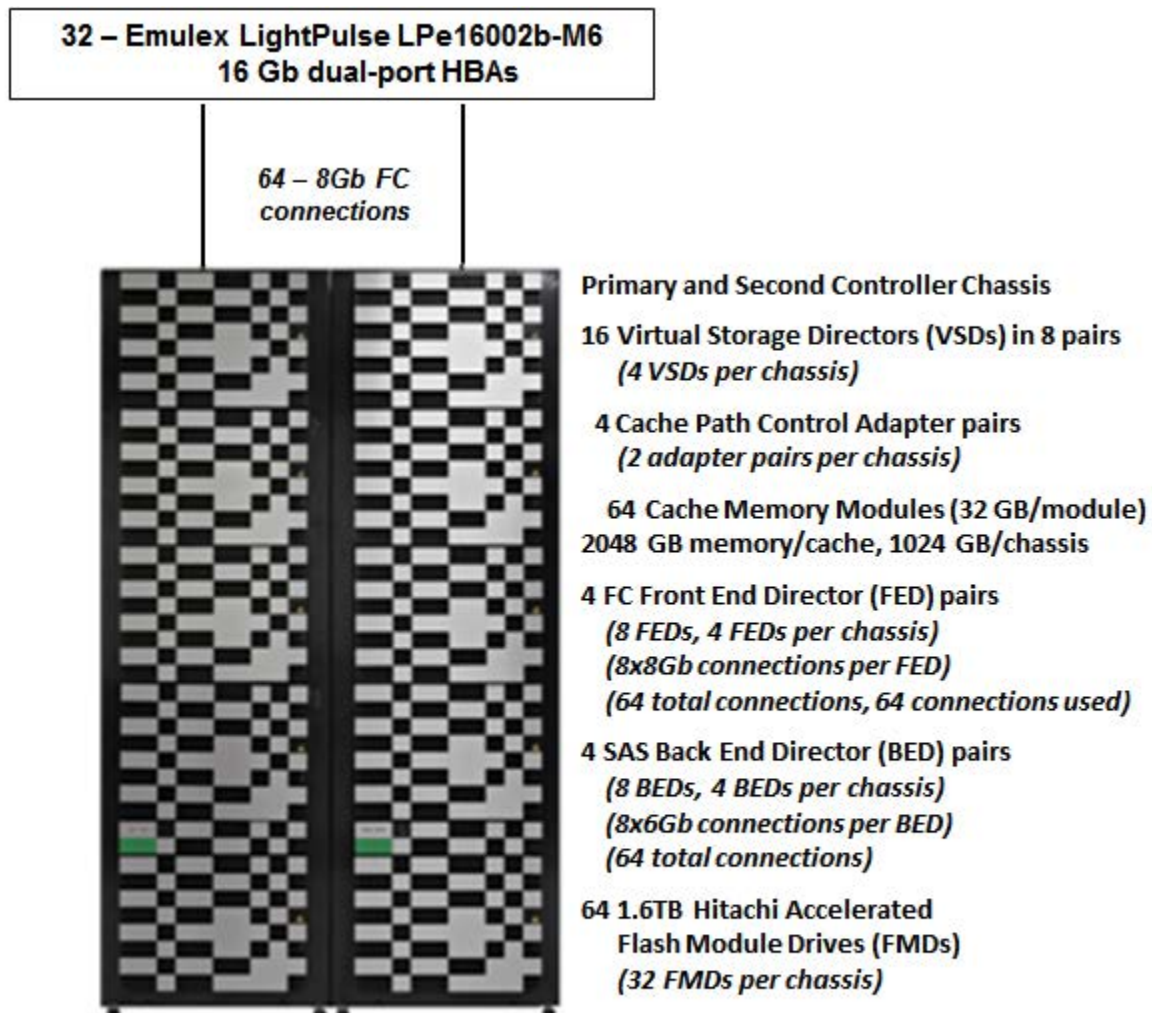 32 – Emulex LightPulse LPe16002b-M6
16 Gb dual-port HBAs
64 – 8Gb FC
connections
Primary and Second Controller Chassis
16 Virtual Storage Directors (VSDs) in 8 pairs
(4 VSDs per chassis)
4 Cache Path Control Adapter pairs
(2 adapter pairs per chassis)
64 Cache Memory Modules (32 GB/module)
2048 GB memory/cache, 1024 GB/chassis
4 FC Front End Director (FED) pairs
(8 FEDs, 4 FEDs per chassis)
(8x8Gb connections per FED)
(64 total connections, 64 connections used)
4 SAS Back End Director (BED) pairs
(8 BEDs, 4 BEDs per chassis)
(8x6Gb connections per BED)
(64 total connections)
64 1.6TB Hitachi Accelerated
Flash Module Drives (FMDs)
(32 FMDs per chassis)